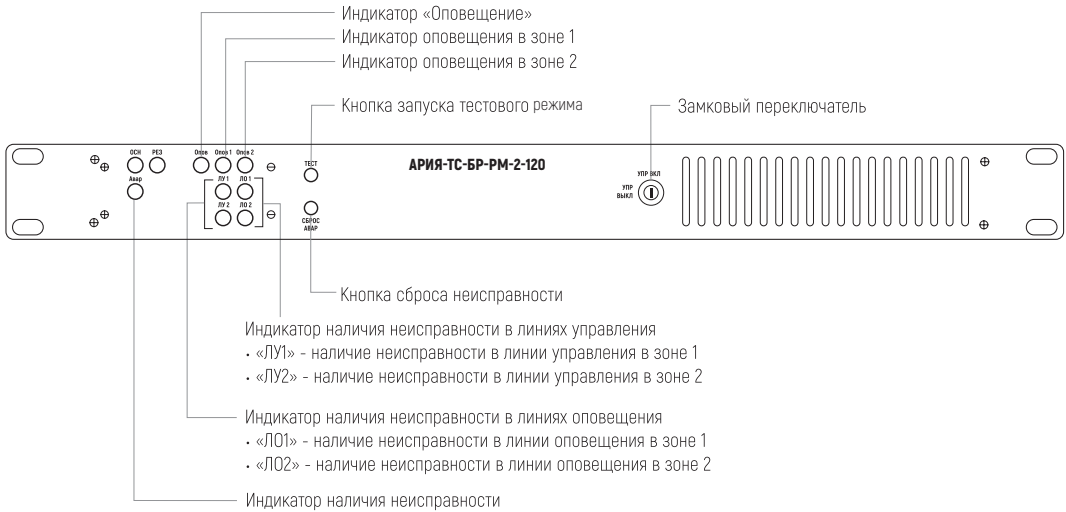 Индикатор «Оповещение»
Индикатор оповещения в зоне 1
Индикатор оповещения в зоне 2
Кнопка запуска тестового режима
Замковый переключатель
ОСН РЕЗ
Опов Опов 1 Опов 2
Авар
ЛУ 1 ЛО 1
ЛУ 2 ЛО 2
ТЕСТ
СБРОС
АВАР
АРИЯ-ТС-БР-РМ-2-120
УПР ВКЛ
УПР
ВЫКЛ
Кнопка сброса неисправности
Индикатор наличия неисправности в линиях управления
• «ЛУ1» - наличие неисправности в линии управления в зоне 1
• «ЛУ2» - наличие неисправности в линии управления в зоне 2
Индикатор наличия неисправности в линиях оповещения
• «ЛО1» - наличие неисправности в линии оповещения в зоне 1
• «ЛО2» - наличие неисправности в линии оповещения в зоне 2
Индикатор наличия неисправности